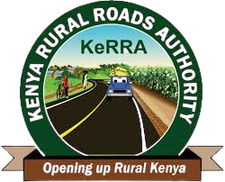 KENYA RURAL ROADS AUTHORITY
KeRRA
Opening up Rural Kenya